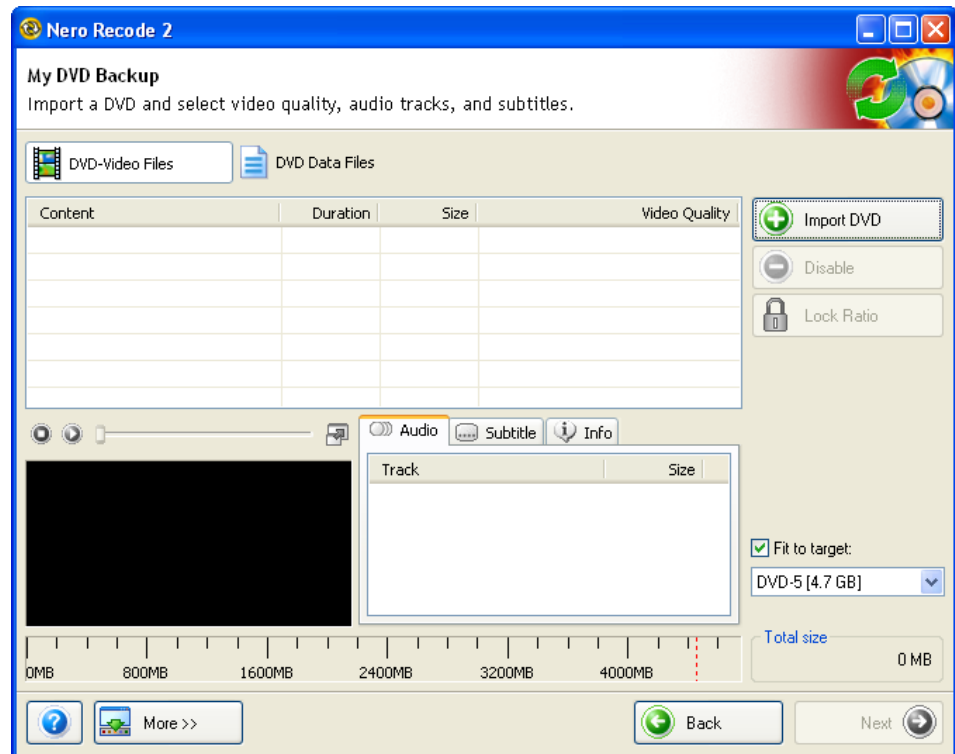 Nero Recode 2
My DVD Backup
Import a DVD and select video quality, audio tracks, and subtitles.
DVD-Video Files DVD Data Files
Content Duration Size Video Quality
Import DVD
Disable
Lock Ratio
Audio Subtitle Info
Track Size
Fit to target:
DVD-5 [4.7 GB]
Total size
0 MB
0MB 800MB 1600MB 2400MB 3200MB 4000MB
? More >> Back Next